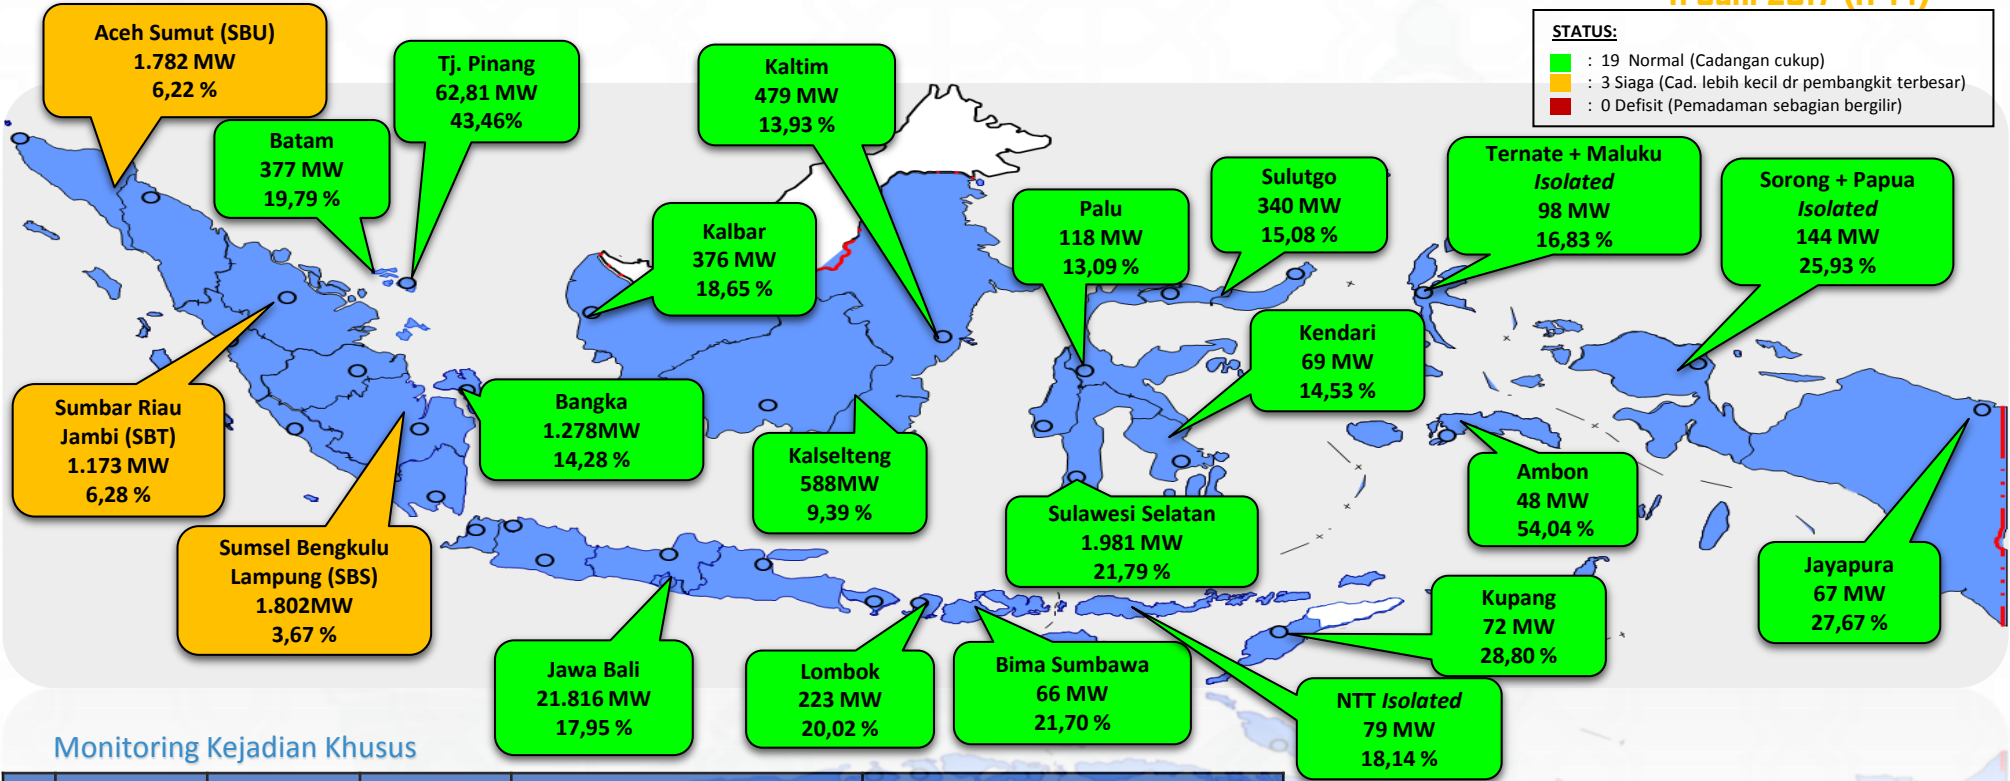 STATUS:
: 19 Normal (Cadangan cukup)
: 3 Siaga (Cad. lebih kecil dr pembangkit terbesar)
: 0 Defisit (Pemadaman sebagian bergilir)
Aceh Sumut (SBU)
1.782 MW
6,22 %
Tj. Pinang
62,81 MW
43,46%
Kaltim
479 MW
13,93 %
Batam
377 MW
19,79 %
Ternate + Maluku
Isolated
98 MW
16,83 %
Sorong + Papua
Isolated
144 MW
25,93 %
Sulutgo
340 MW
15,08 %
Palu
118 MW
13,09 %
Kalbar
376 MW
18,65 %
Kendari
69 MW
14,53 %
Sumbar Riau
Jambi (SBT)
1.173 MW
6,28 %
Bangka
1.278MW
14,28 %
Kalselteng
588MW
9,39 %
Ambon
48 MW
54,04 %
Sulawesi Selatan
1.981 MW
21,79 %
Sumsel Bengkulu
Lampung (SBS)
1.802MW
3,67 %
Jayapura
67 MW
27,67 %
Kupang
72 MW
28,80 %
Jawa Bali
21.816 MW
17,95 %
Lombok
223 MW
20,02 %
Bima Sumbawa
66 MW
21,70 %
NTT Isolated
79 MW
18,14 %
Monitoring Kejadian Khusus